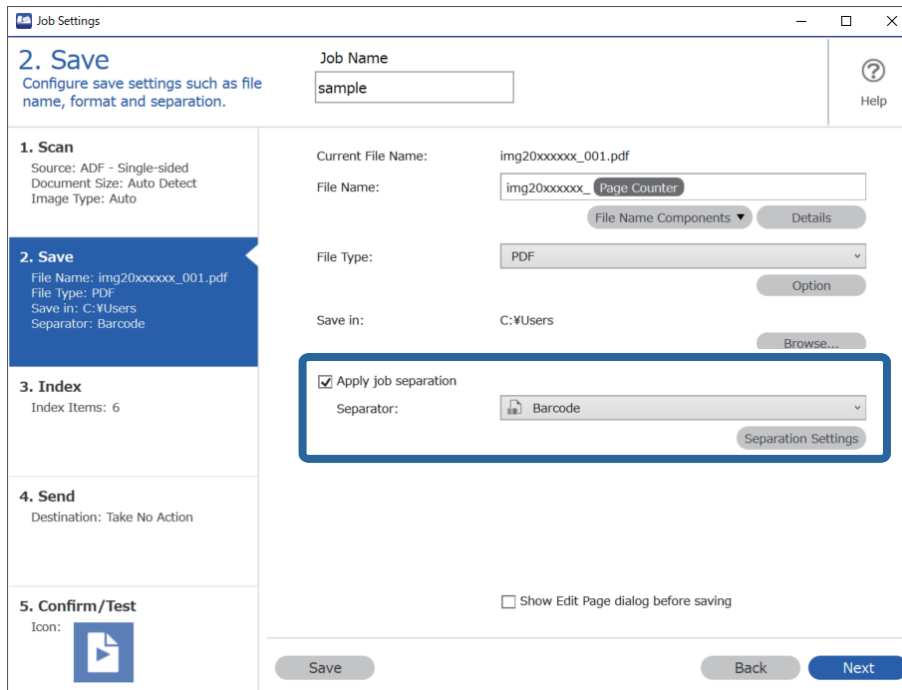 Job Settings
2. Save
Configure save settings such as file
name, format and separation.
Job Name
sample
Help
1. Scan
Source: ADF - Single-sided
Document Size: Auto Detect
Image Type: Auto
2. Save
File Name: img20xxxxxx_001.pdf
File Type: PDF
Save in: C:¥Users
Separator: Barcode
3. Index
Index Items: 6
4. Send
Destination: Take No Action
5. Confirm/Test
Icon:
Current File Name: img20xxxxxx_001.pdf
File Name: img20xxxxxx_ Page Counter
File Name Components ▼ Details
File Type: PDF
Option
Save in: C:¥Users
Browse...
Apply job separation
Separator: Barcode
Separation Settings
Show Edit Page dialog before saving
Save Back Next